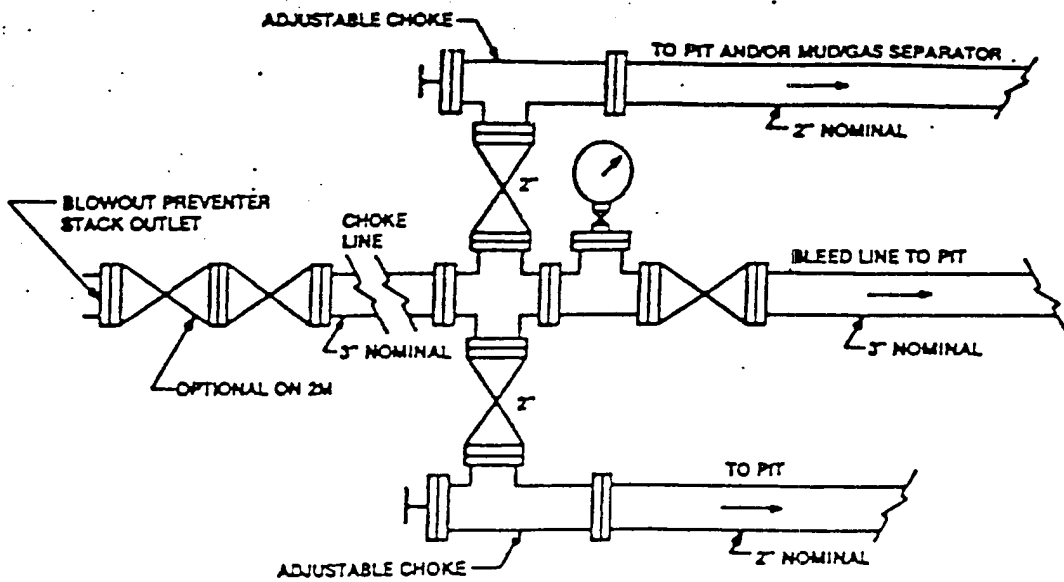 ADJUSTABLE CHOKE
TO PIT AND/OR MUD/GAS SEPARATOR
2" NOMINAL
2"
BLOWOUT PREVENTER
STACK OUTLET
CHOKE
LINE
BLEED LINE TO PIT
3" NOMINAL
3" NOMINAL
OPTIONAL ON 2M
2"
TO PIT
2" NOMINAL
ADJUSTABLE CHOKE